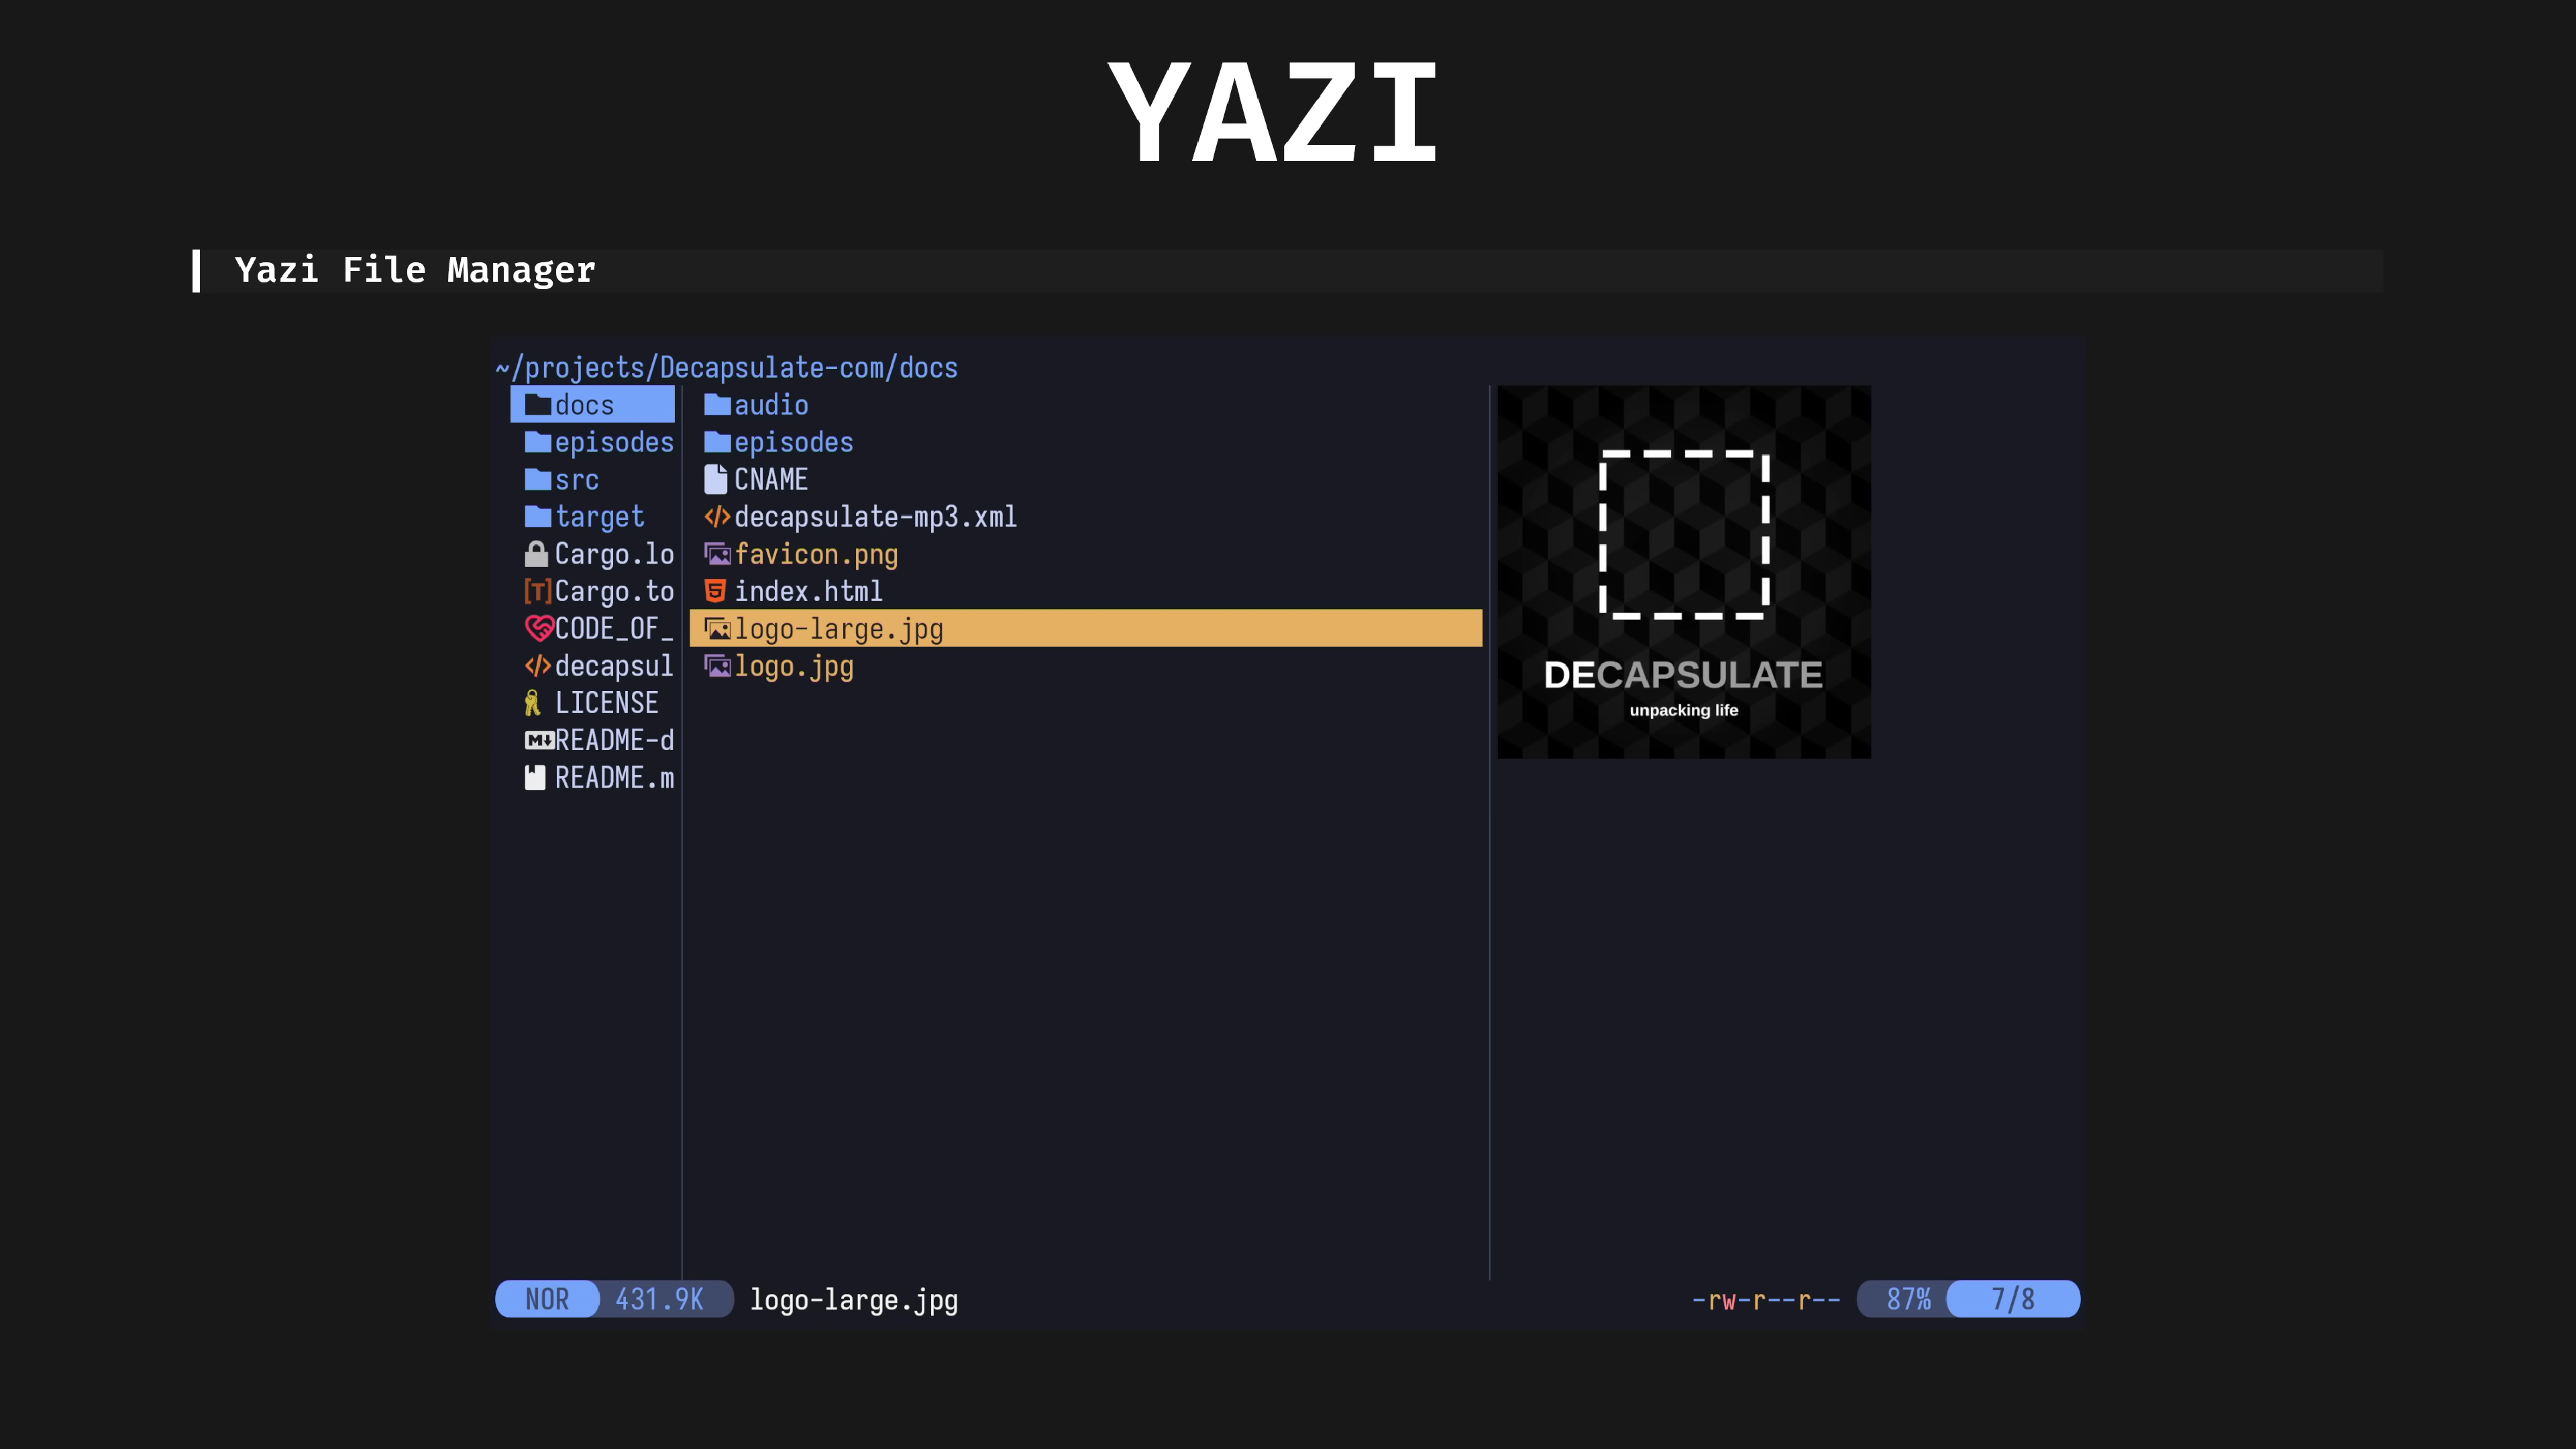 YAZI
Yazi File Manager
~/projects/Decapsulate-com/docs
docs
episodes
src
target
Cargo.lo
Cargo.to
CODE_OF_
decapsul
LICENSE
README-d
README.m
audio
episodes
CNAME
decapsulate-mp3.xml
favicon.png
index.html
logo-large.jpg
logo.jpg
DECAPSULATE
unpacking life
NOR 431.9K logo-large.jpg -rw-r--r-- 87% 7/8